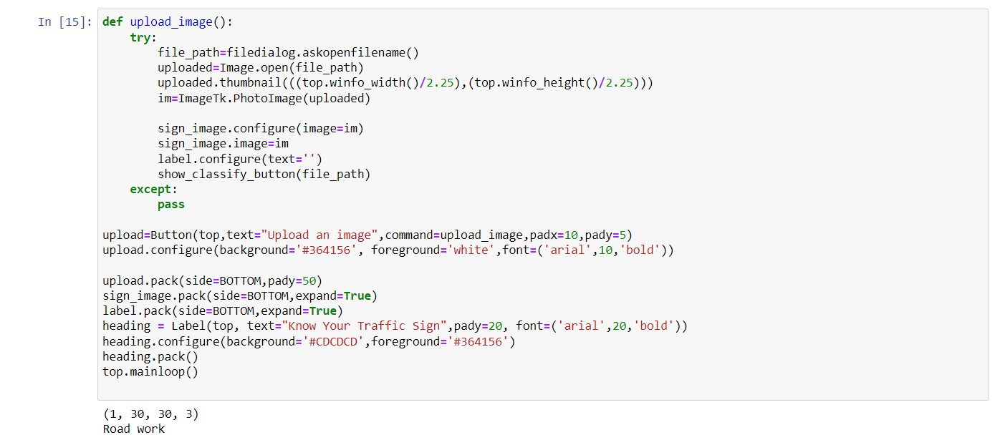 In [15]: def upload_image():
    try:
        file_path=filedialog.askopenfilename()
        uploaded=Image.open(file_path)
        uploaded.thumbnail(((top.winfo_width()/2.25),(top.winfo_height()/2.25)))
        im=ImageTk.PhotoImage(uploaded)

        sign_image.configure(image=im)
        sign_image.image=im
        label.configure(text='')
        show_classify_button(file_path)
    except:
        pass

upload=Button(top,text="Upload an image",command=upload_image,padx=10,pady=5)
upload.configure(background='#364156', foreground='white',font=('arial',10,'bold'))

upload.pack(side=BOTTOM,pady=50)
sign_image.pack(side=BOTTOM,expand=True)
label.pack(side=BOTTOM,expand=True)
heading = Label(top, text="Know Your Traffic Sign",pady=20, font=('arial',20,'bold'))
heading.configure(background='#CDCDCD',foreground='#364156')
heading.pack()
top.mainloop()

(1, 30, 30, 3)
Road work